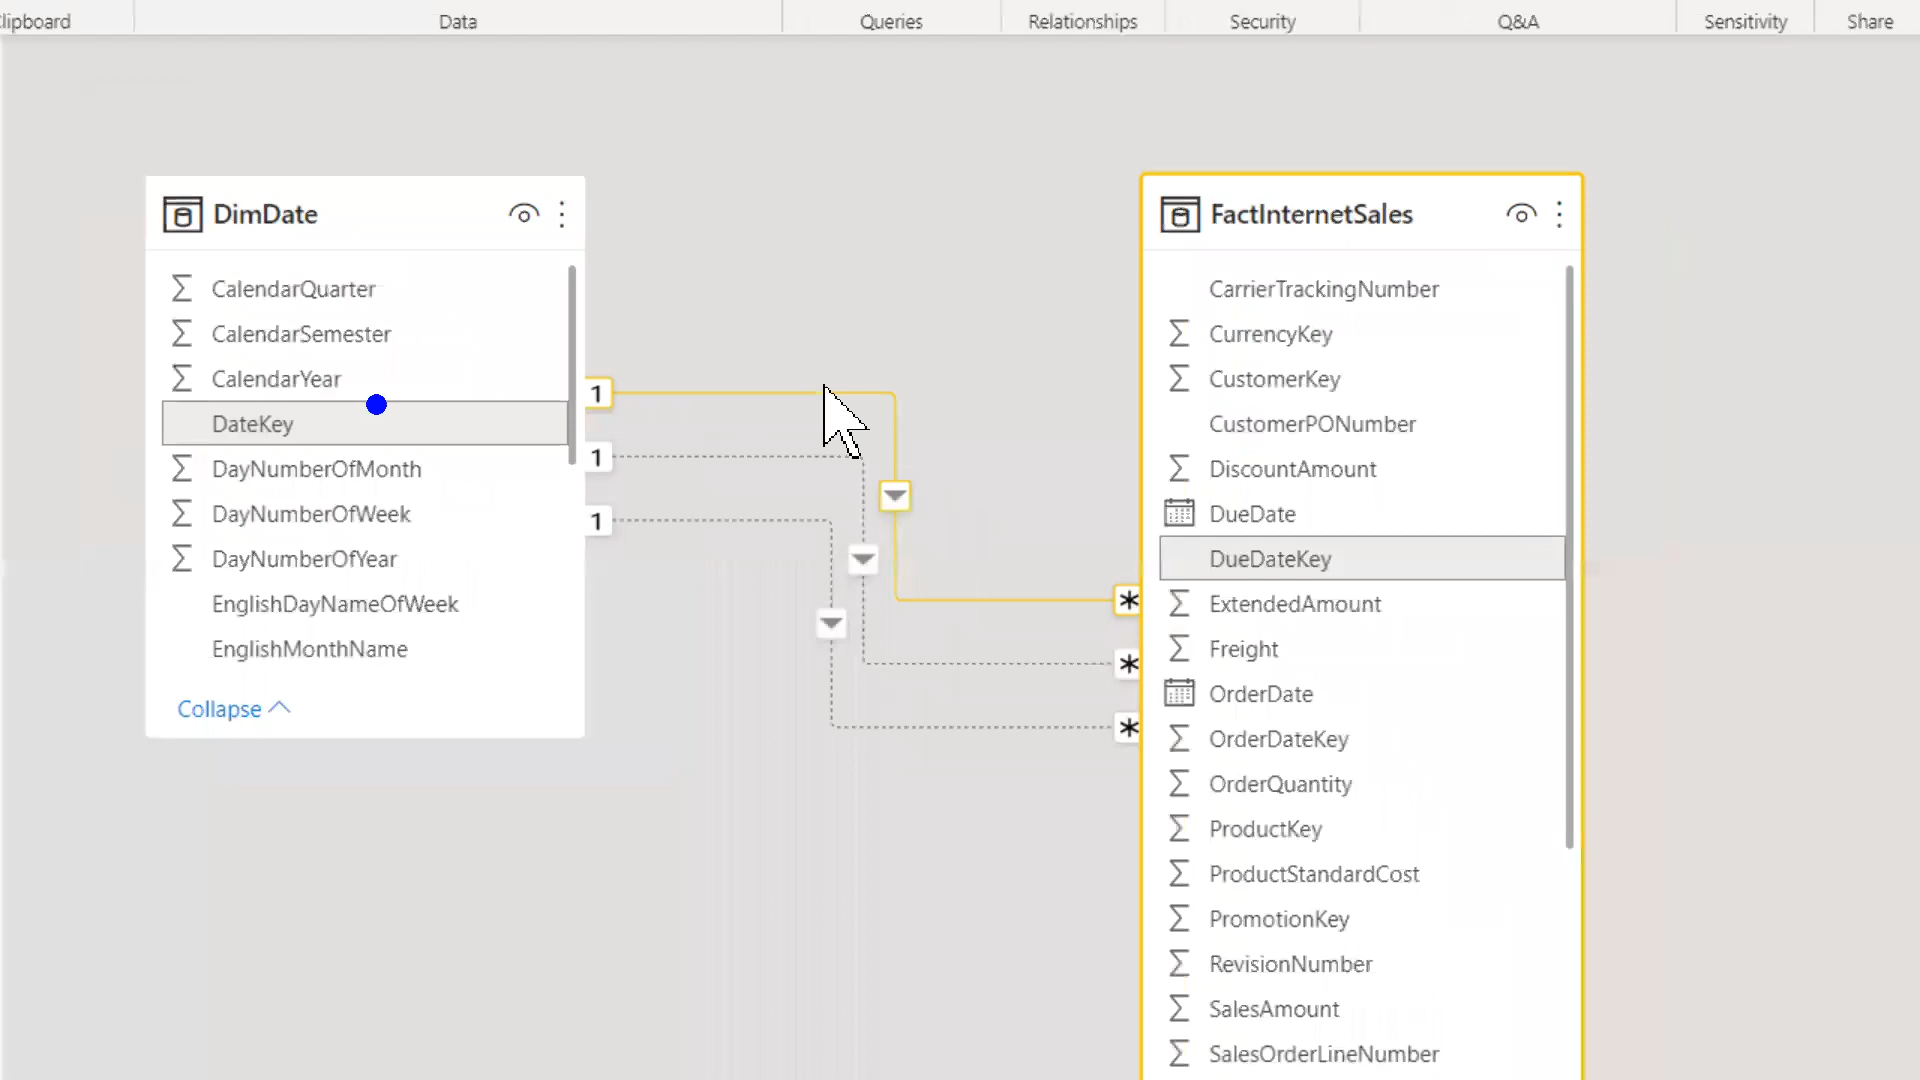 Data
Queries
Relationships
Security
Q&A
Sensitivity
Share
DimDate
CalendarQuarter
CalendarSemester
CalendarYear
DateKey
DayNumberOfMonth
DayNumberOfWeek
DayNumberOfYear
EnglishDayNameOfWeek
EnglishMonthName
Collapse
1
1
1
*
*
*
FactInternetSales
CarrierTrackingNumber
CurrencyKey
CustomerKey
CustomerPONumber
DiscountAmount
DueDate
DueDateKey
ExtendedAmount
Freight
OrderDate
OrderDateKey
OrderQuantity
ProductKey
ProductStandardCost
PromotionKey
RevisionNumber
SalesAmount
SalesOrderLineNumber